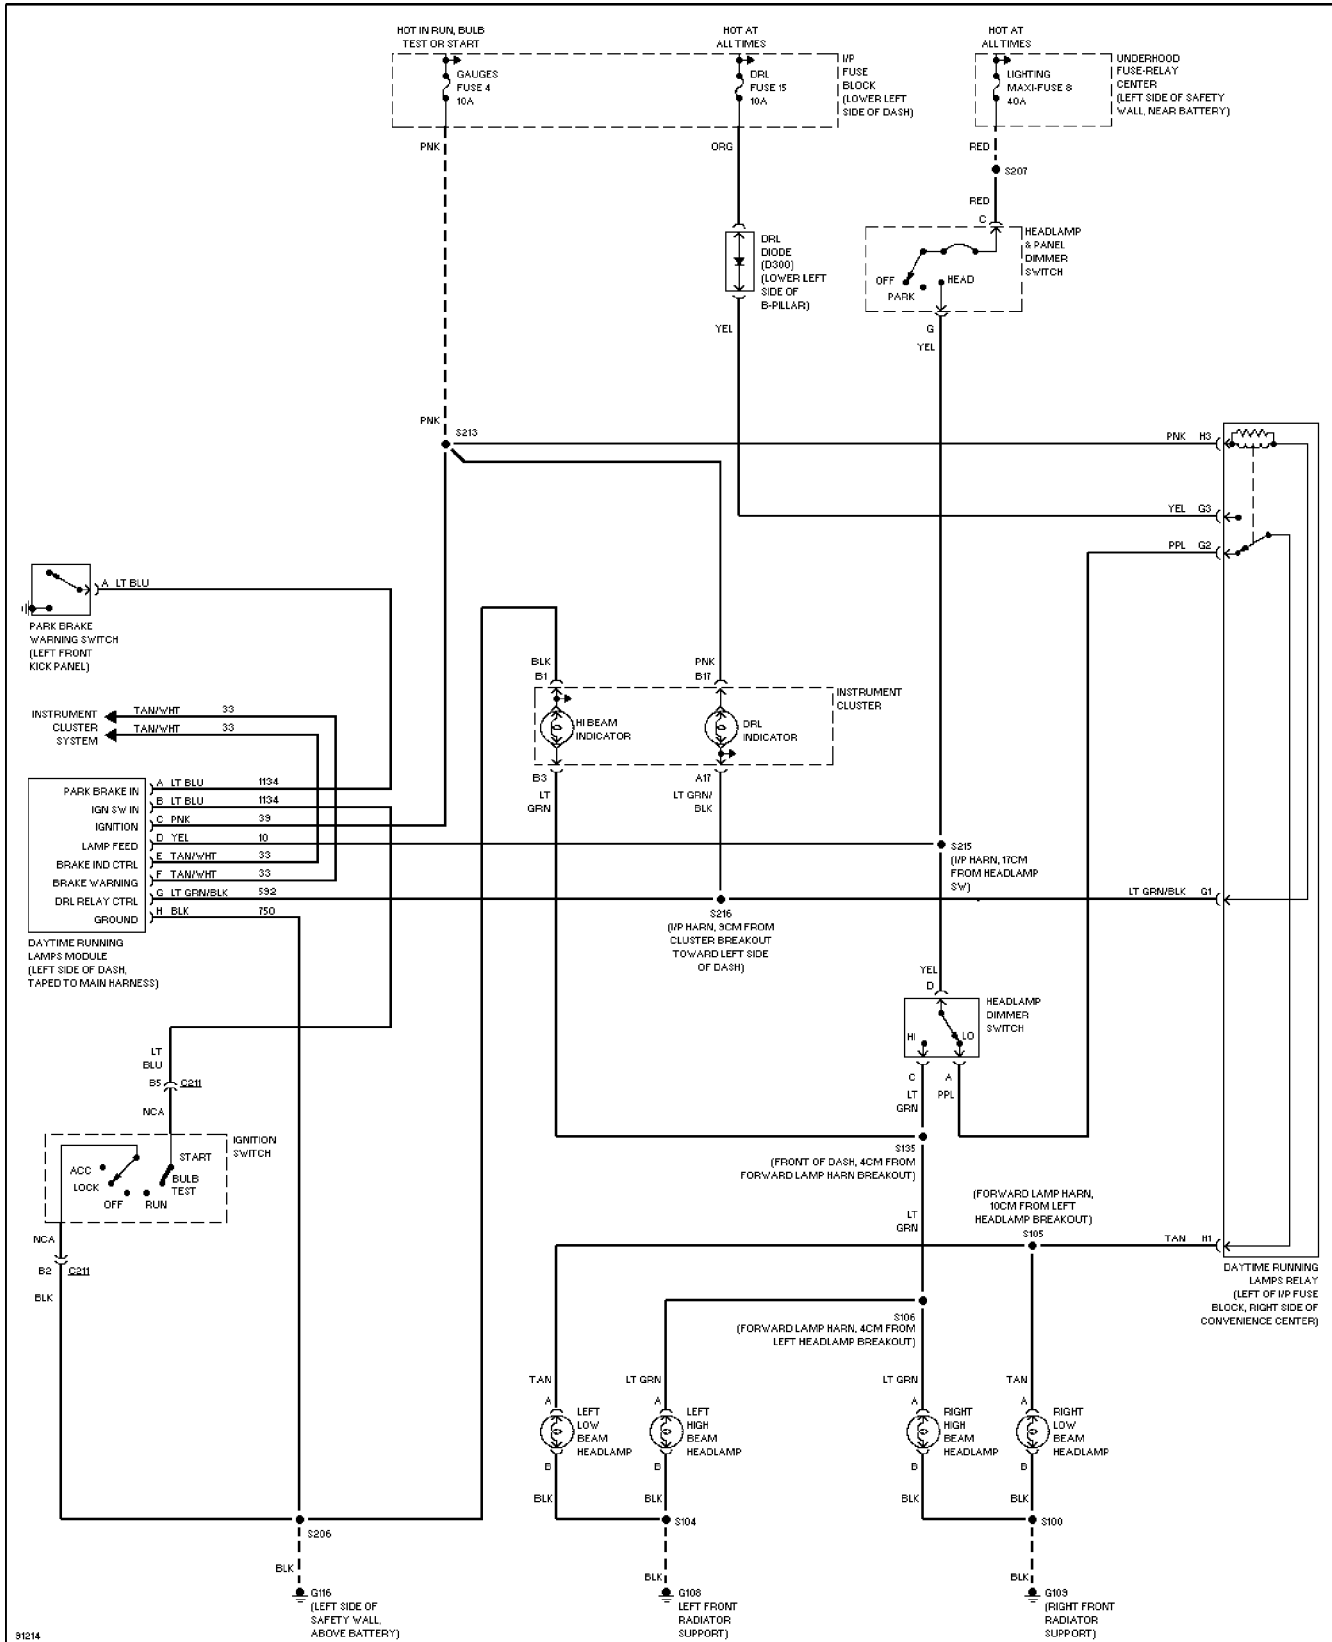 HOT IN RUN, BULB
TEST OR START
HOT AT
ALL TIMES
HOT AT
ALL TIMES
GAUGES
FUSE 4
10A
DRL
FUSE 15
10A
I/P
FUSE
BLOCK
(LOWER LEFT
SIDE OF DASH)
LIGHTING
MAXI-FUSE 8
40A
UNDERHOOD
FUSE-RELAY
CENTER
(LEFT SIDE OF SAFETY
WALL, NEAR BATTERY)
PNK
ORG
RED
S207
RED
C
DRL
DIODE
(D300)
(LOWER LEFT
SIDE OF
B-PILLAR)
HEADLAMP
& PANEL
DIMMER
SWITCH
OFF
PARK
HEAD
YEL
G
YEL
PNK
S213
PNK H3
YEL G3
PPL G2
A LT BLU
PARK BRAKE
WARNING SWITCH
(LEFT FRONT
KICK PANEL)
BLK
B1
PNK
B17
INSTRUMENT
CLUSTER
HI BEAM
INDICATOR
DRL
INDICATOR
INSTRUMENT
CLUSTER
SYSTEM
TAN/WHT 33
TAN/WHT 33
B3
LT
GRN
A17
LT GRN/
BLK
PARK BRAKE IN A LT BLU 1134
IGN SW IN B LT BLU 1134
IGNITION C PNK 39
LAMP FEED D YEL 10
BRAKE IND CTRL E TAN/WHT 33
BRAKE WARNING F TAN/WHT 33
DRL RELAY CTRL G LT GRN/BLK 592
GROUND H BLK 750
DAYTIME RUNNING
LAMPS MODULE
(LEFT SIDE OF DASH,
TAPED TO MAIN HARNESS)
S215
(I/P HARN, 17CM
FROM HEADLAMP
SW)
LT GRN/BLK G1
S216
(I/P HARN, 9CM FROM
CLUSTER BREAKOUT
TOWARD LEFT SIDE
OF DASH)
YEL
D
HEADLAMP
DIMMER
SWITCH
HI
LO
C
LT
GRN
A
PPL
LT
BLU
B5 C211
NCA
IGNITION
SWITCH
START
ACC
LOCK
BULB
TEST
OFF
RUN
NCA
B2 C211
BLK
S135
(FRONT OF DASH, 4CM FROM
FORWARD LAMP HARN BREAKOUT)
LT
GRN
(FORWARD LAMP HARN,
10CM FROM LEFT
HEADLAMP BREAKOUT)
S105
TAN H1
DAYTIME RUNNING
LAMPS RELAY
(LEFT OF I/P FUSE
BLOCK, RIGHT SIDE OF
CONVENIENCE CENTER)
S106
(FORWARD LAMP HARN, 4CM FROM
LEFT HEADLAMP BREAKOUT)
TAN
A
LT GRN
A
LT GRN
A
TAN
A
LEFT
LOW
BEAM
HEADLAMP
LEFT
HIGH
BEAM
HEADLAMP
RIGHT
HIGH
BEAM
HEADLAMP
RIGHT
LOW
BEAM
HEADLAMP
B
BLK
B
BLK
B
BLK
B
BLK
S206
S104
S100
BLK
BLK
BLK
G116
(LEFT SIDE OF
SAFETY WALL,
ABOVE BATTERY)
G108
LEFT FRONT
RADIATOR
SUPPORT)
G109
(RIGHT FRONT
RADIATOR
SUPPORT)
91214